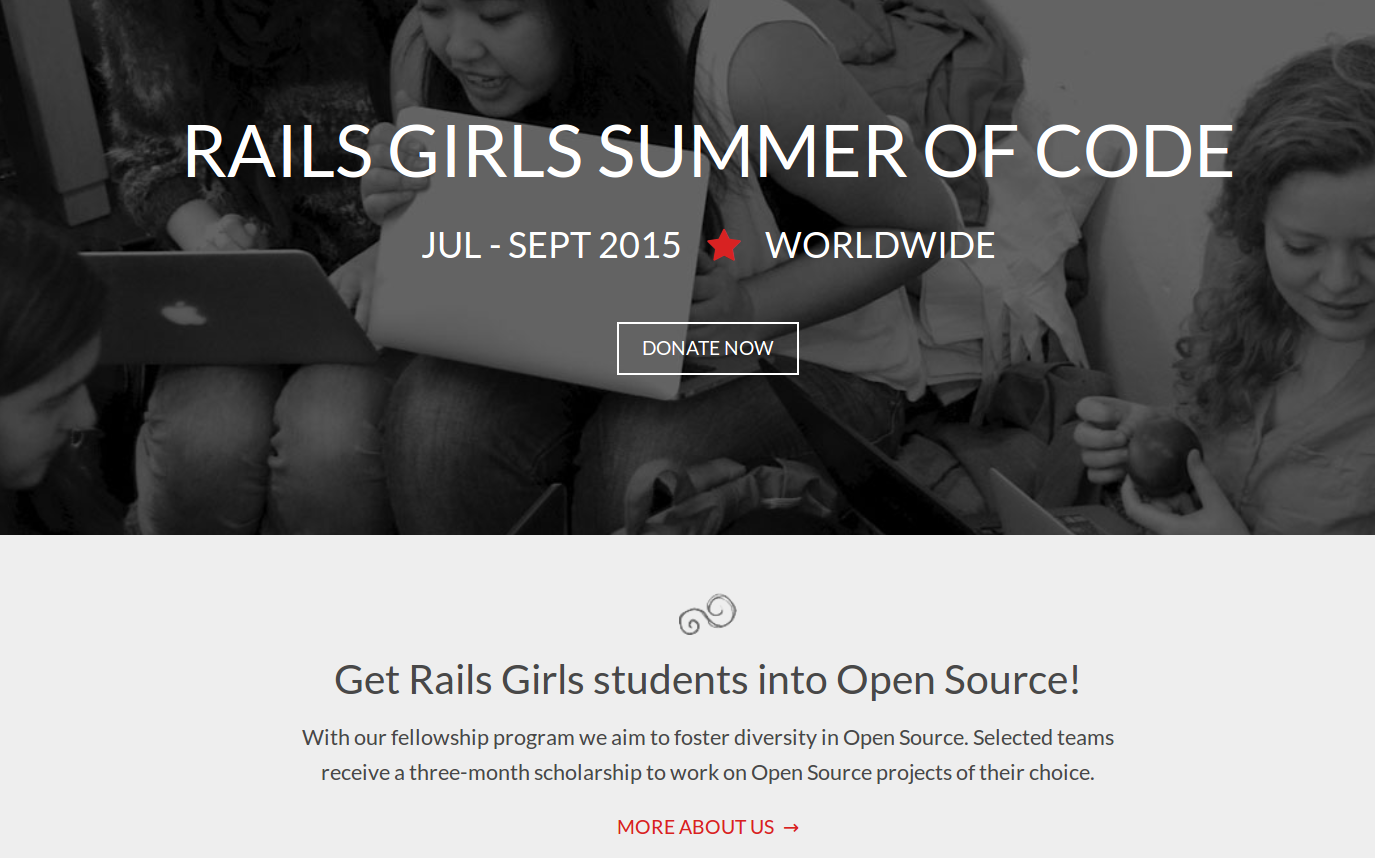 RAILS GIRLS SUMMER OF CODE
JUL - SEPT 2015 ★ WORLDWIDE
DONATE NOW
Get Rails Girls students into Open Source!
With our fellowship program we aim to foster diversity in Open Source. Selected teams
receive a three-month scholarship to work on Open Source projects of their choice.
MORE ABOUT US →